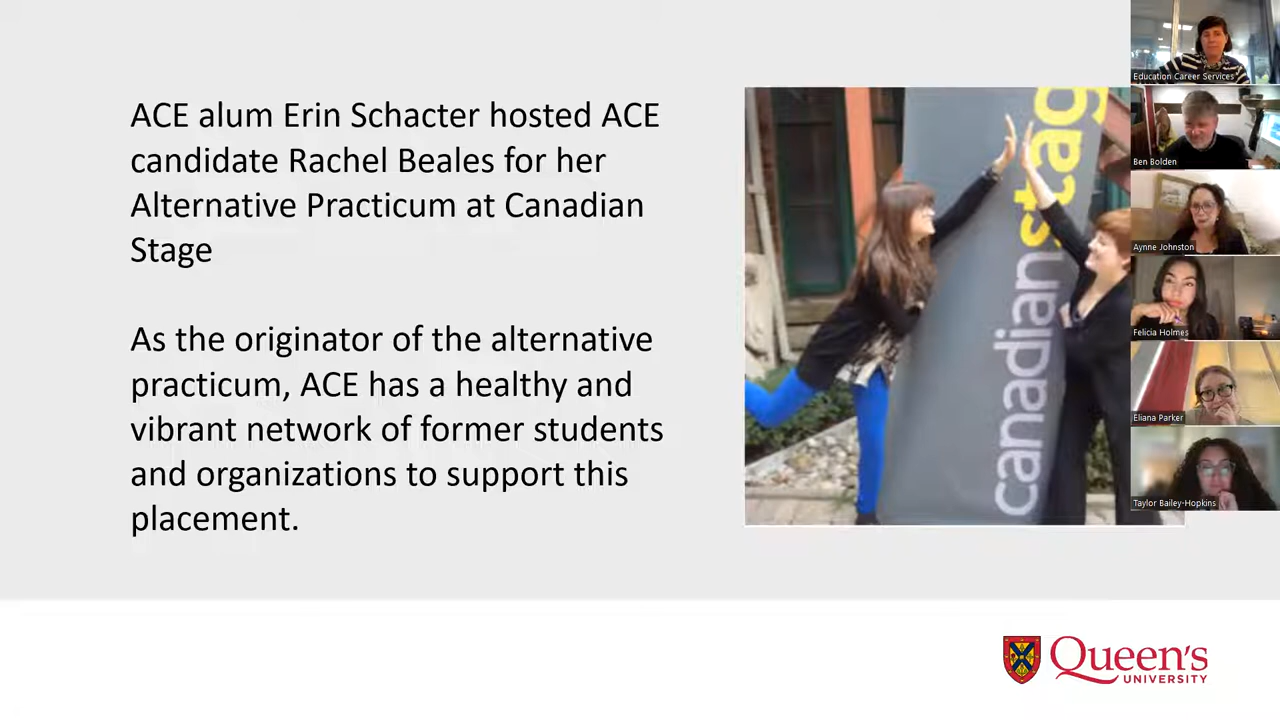 ACE alum Erin Schacter hosted ACE
candidate Rachel Beales for her
Alternative Practicum at Canadian
Stage
As the originator of the alternative
practicum, ACE has a healthy and
vibrant network of former students
and organizations to support this
placement.
canadianstag
Education Career Services
Ben Bolden
Aynne Johnston
Felicia Holmes
Eliana Parker
Taylor Bailey-Hopkins
Queen's
UNIVERSITY